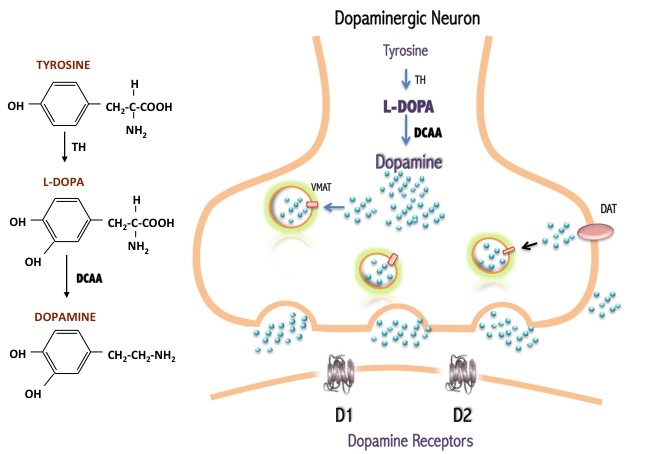 Dopaminergic Neuron
TYROSINE
H
OH
CH₂-C-COOH
NH₂
TH
L-DOPA
H
OH
CH₂-C-COOH
NH₂
OH
DCAA
DOPAMINE
OH
CH₂-CH₂-NH₂
OH
Tyrosine
TH
L-DOPA
DCAA
Dopamine
VMAT
DAT
D1
D2
Dopamine Receptors